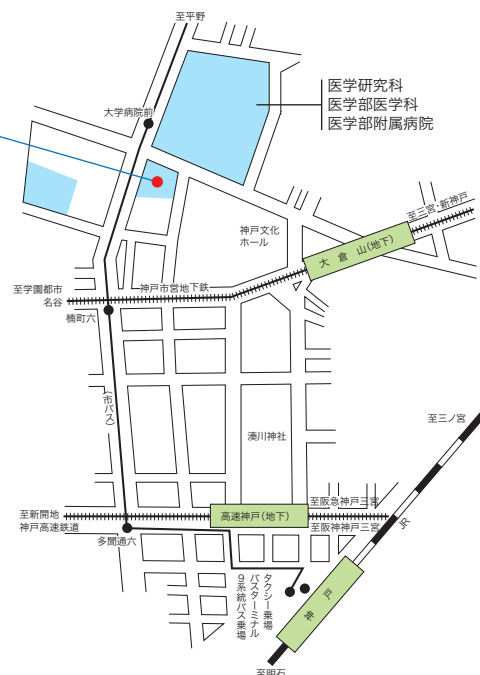 至平野
医学研究科
医学部医学科
医学部附属病院
大学病院前
至三宮・新神戸
神戸文化
ホール
大倉山(地下)
至学園都市
名谷
神戸市営地下鉄
楠町六
(市バス)
至三ノ宮
湊川神社
至新開地
神戸高速鉄道
高速神戸(地下)
至阪急神戸三宮
至阪神神戸三宮
JR
多聞通六
タクシー乗場
バスターミナル
9系統バス乗場
神戸
至明石